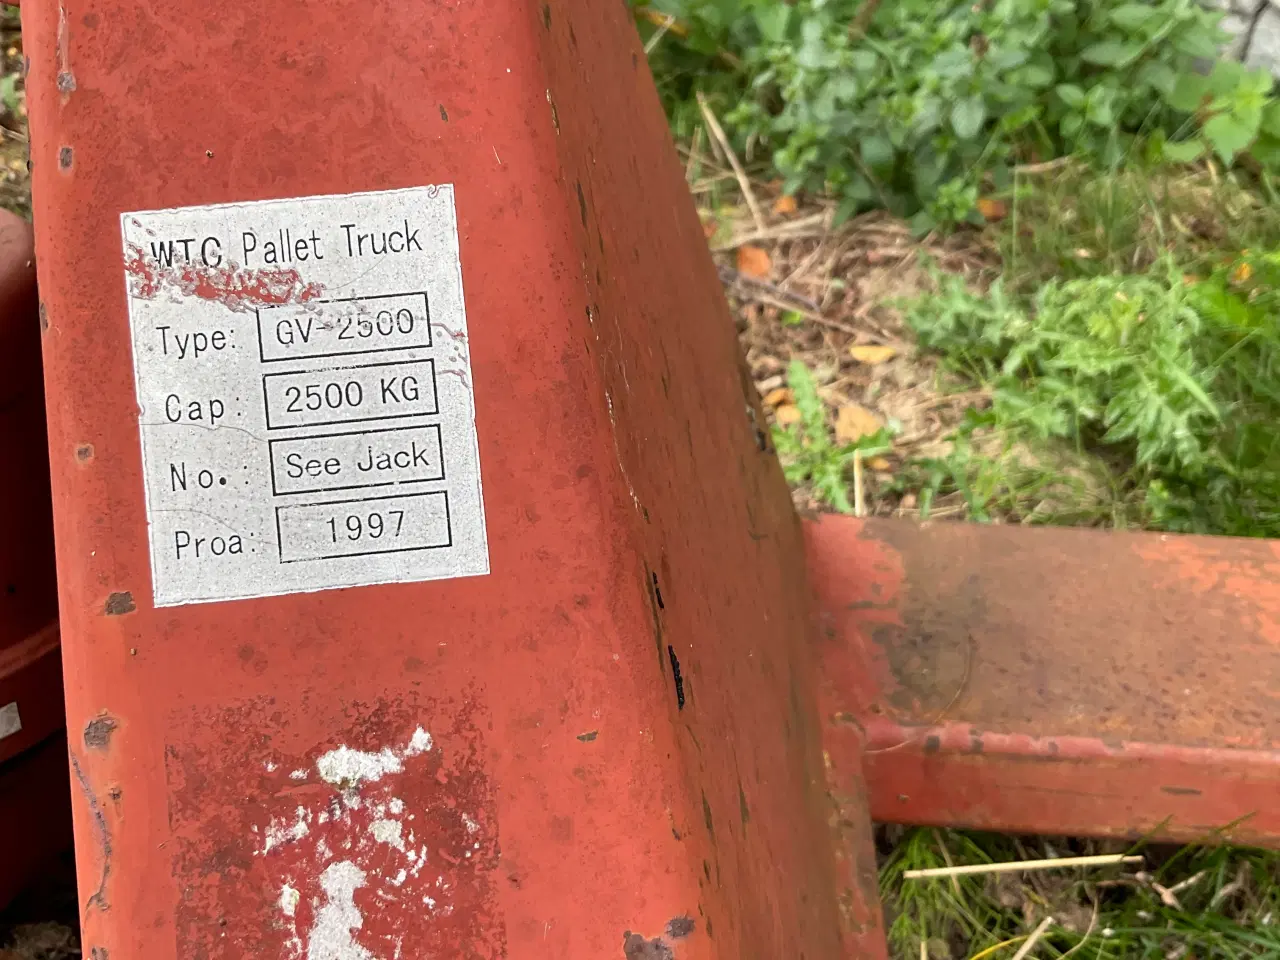 WTC Pallet Truck
Type: GV-2500
Cap: 2500 KG
No.: See Jack
Proa: 1997